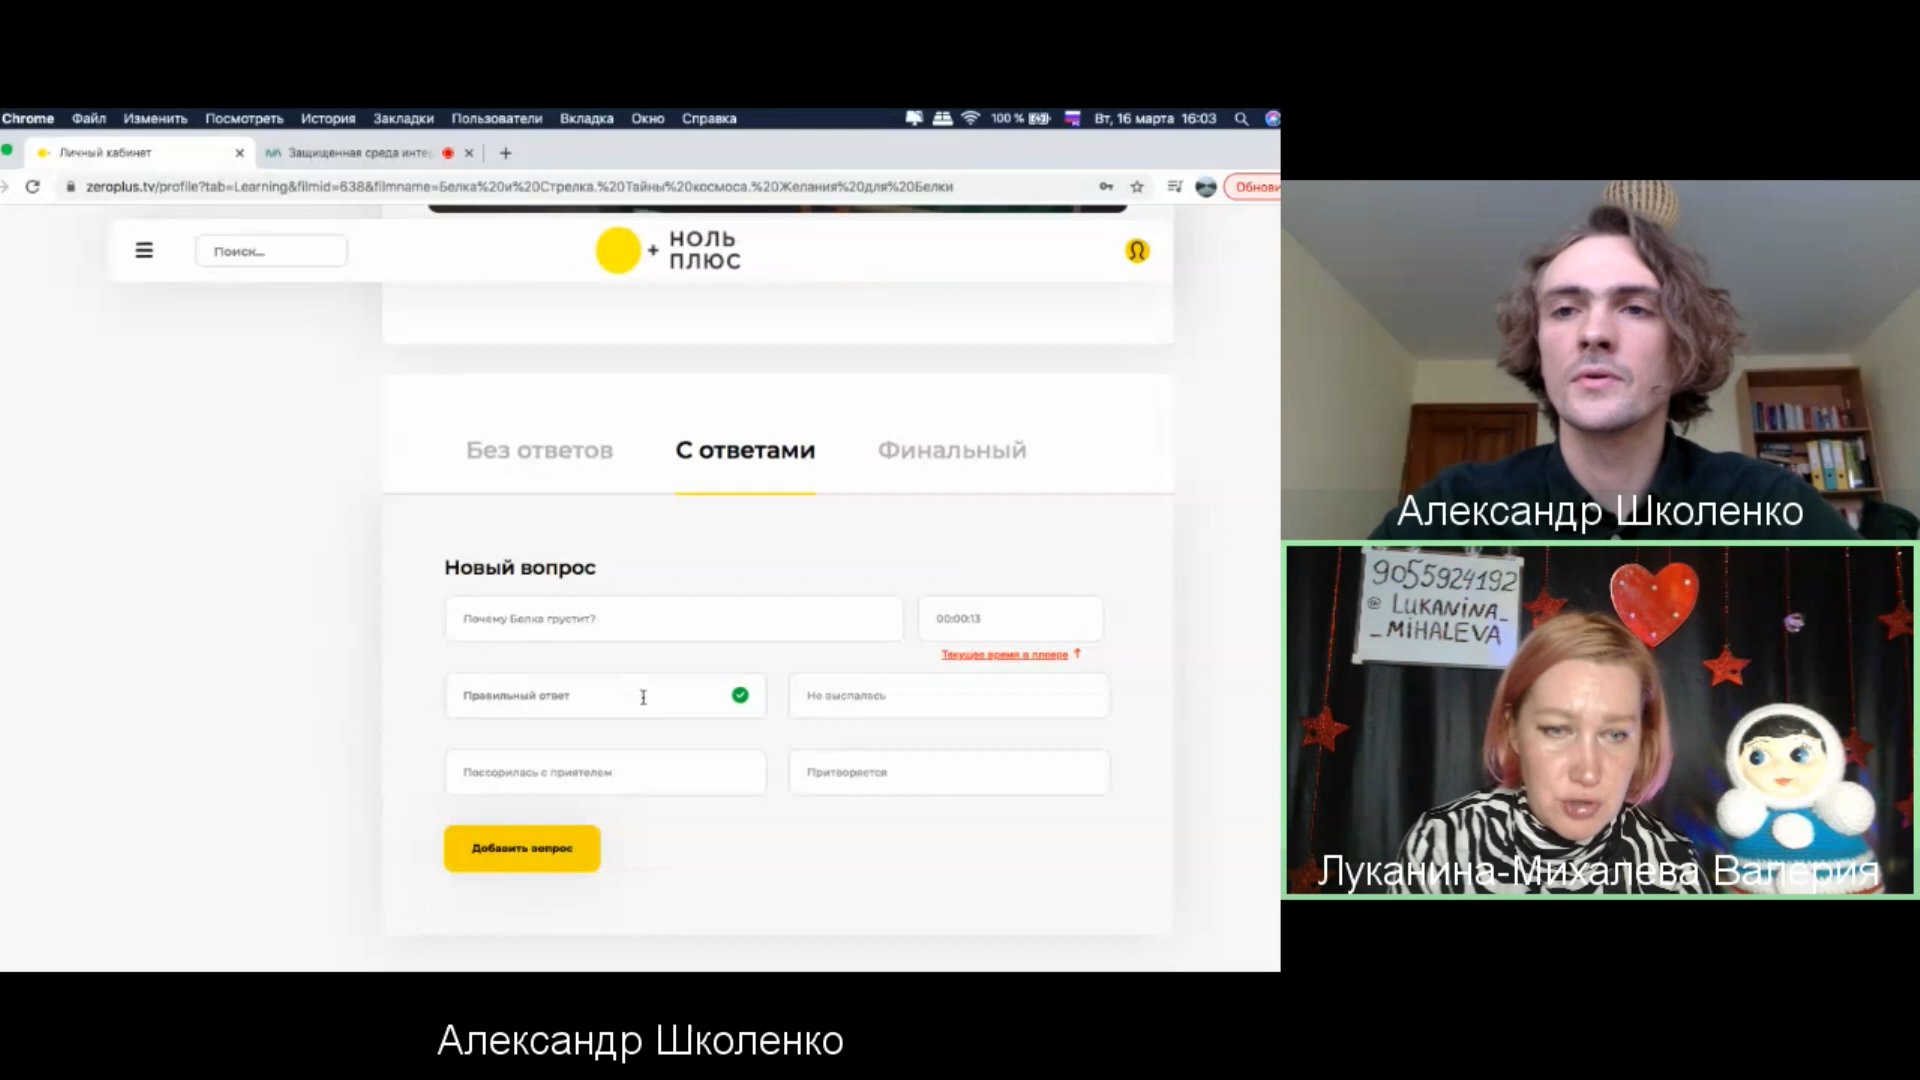 Chrome Файл Изменить Посмотреть История Закладки Пользователи Вкладка Окно Справка 100 % Вт, 16 марта 16:03
Личный кабинет
Защищенная среда инте
zeroplus.tv/profile?tab=Learning&filmid=638&filmname=Белка%20и%20Стрелка.%20Тайны%20космоса.%20Желания%20для%20Белки
Обнови
Поиск...
НОЛЬ
ПЛЮС
Без ответов
С ответами
Финальный
Новый вопрос
Почему Белка грустит?
00:00:13
Текущее время в плеере
Правильный ответ
Не выспалась
Поссорилась с приятелем
Притворяется
Добавить вопрос
Александр Школенко
9055924192
@ LUKANINA_
_MIHALEVA
Луканина-Михалева Валерия
Александр Школенко